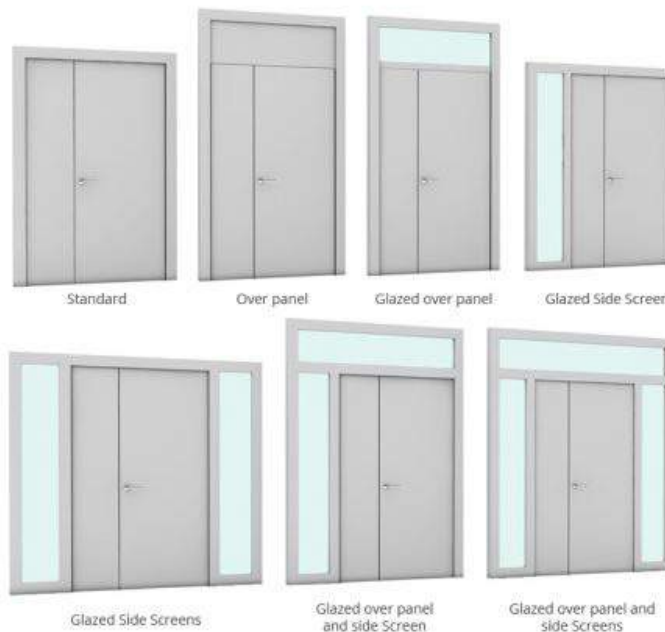 Standard
Over panel
Glazed over panel
Glazed Side Screen
Glazed Side Screens
Glazed over panel
and side Screen
Glazed over panel and
side Screens